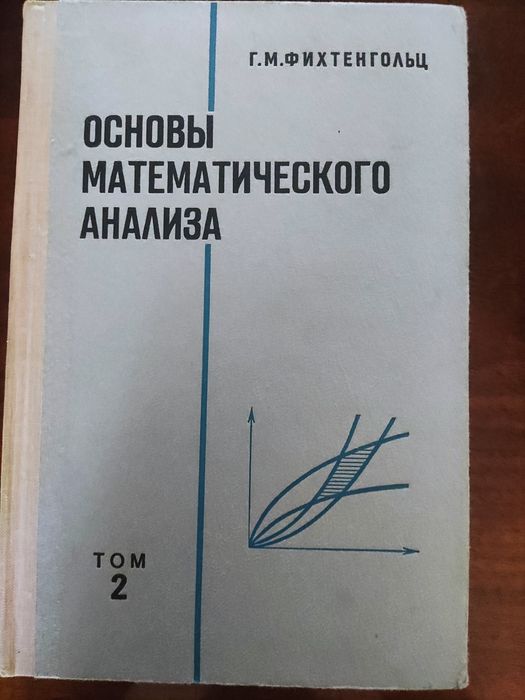 Г.М.ФИХТЕНГОЛЬЦ
ОСНОВЫ
МАТЕМАТИЧЕСКОГО
АНАЛИЗА
ТОМ
2